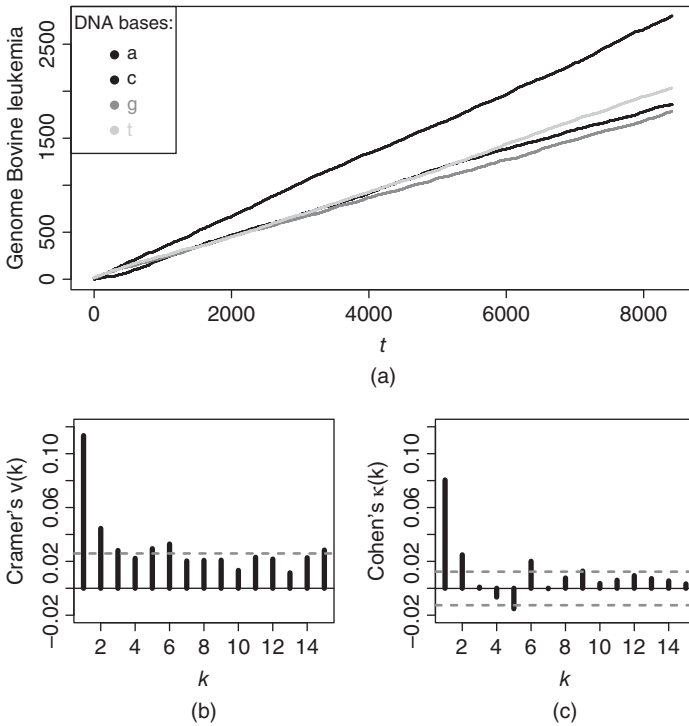 Genome Bovine leukemia
2500
1500
500
0
DNA bases:
a
c
g
t
0 2000 4000 6000 8000
t
(a)
Cramer's v(k)
0.10
0.06
0.02
−0.02
2 4 6 8 10 12 14
k
(b)
Cohen's κ(k)
0.10
0.06
0.02
−0.02
2 4 6 8 10 12 14
k
(c)